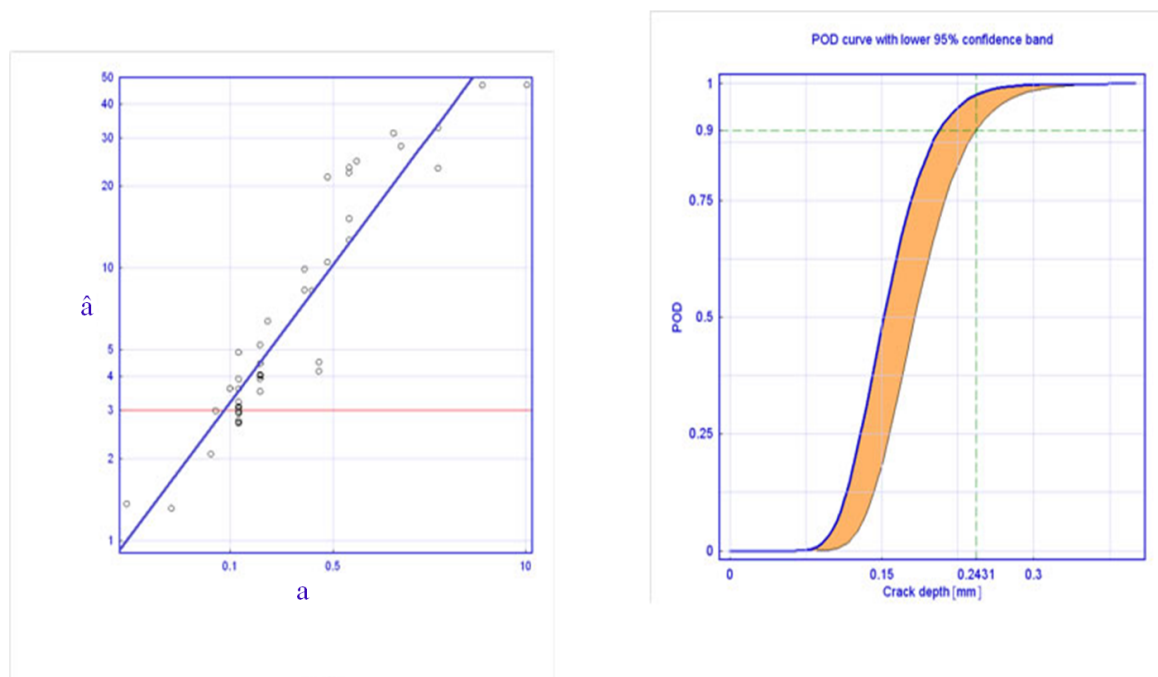 50
40
30
20
10
5
4
3
2
1
â
0.1 0.5 10
a
POD curve with lower 95% confidence band
1
0.9
0.75
0.5
0.25
0
POD
0 0.15 0.2431 0.3
Crack depth [mm]